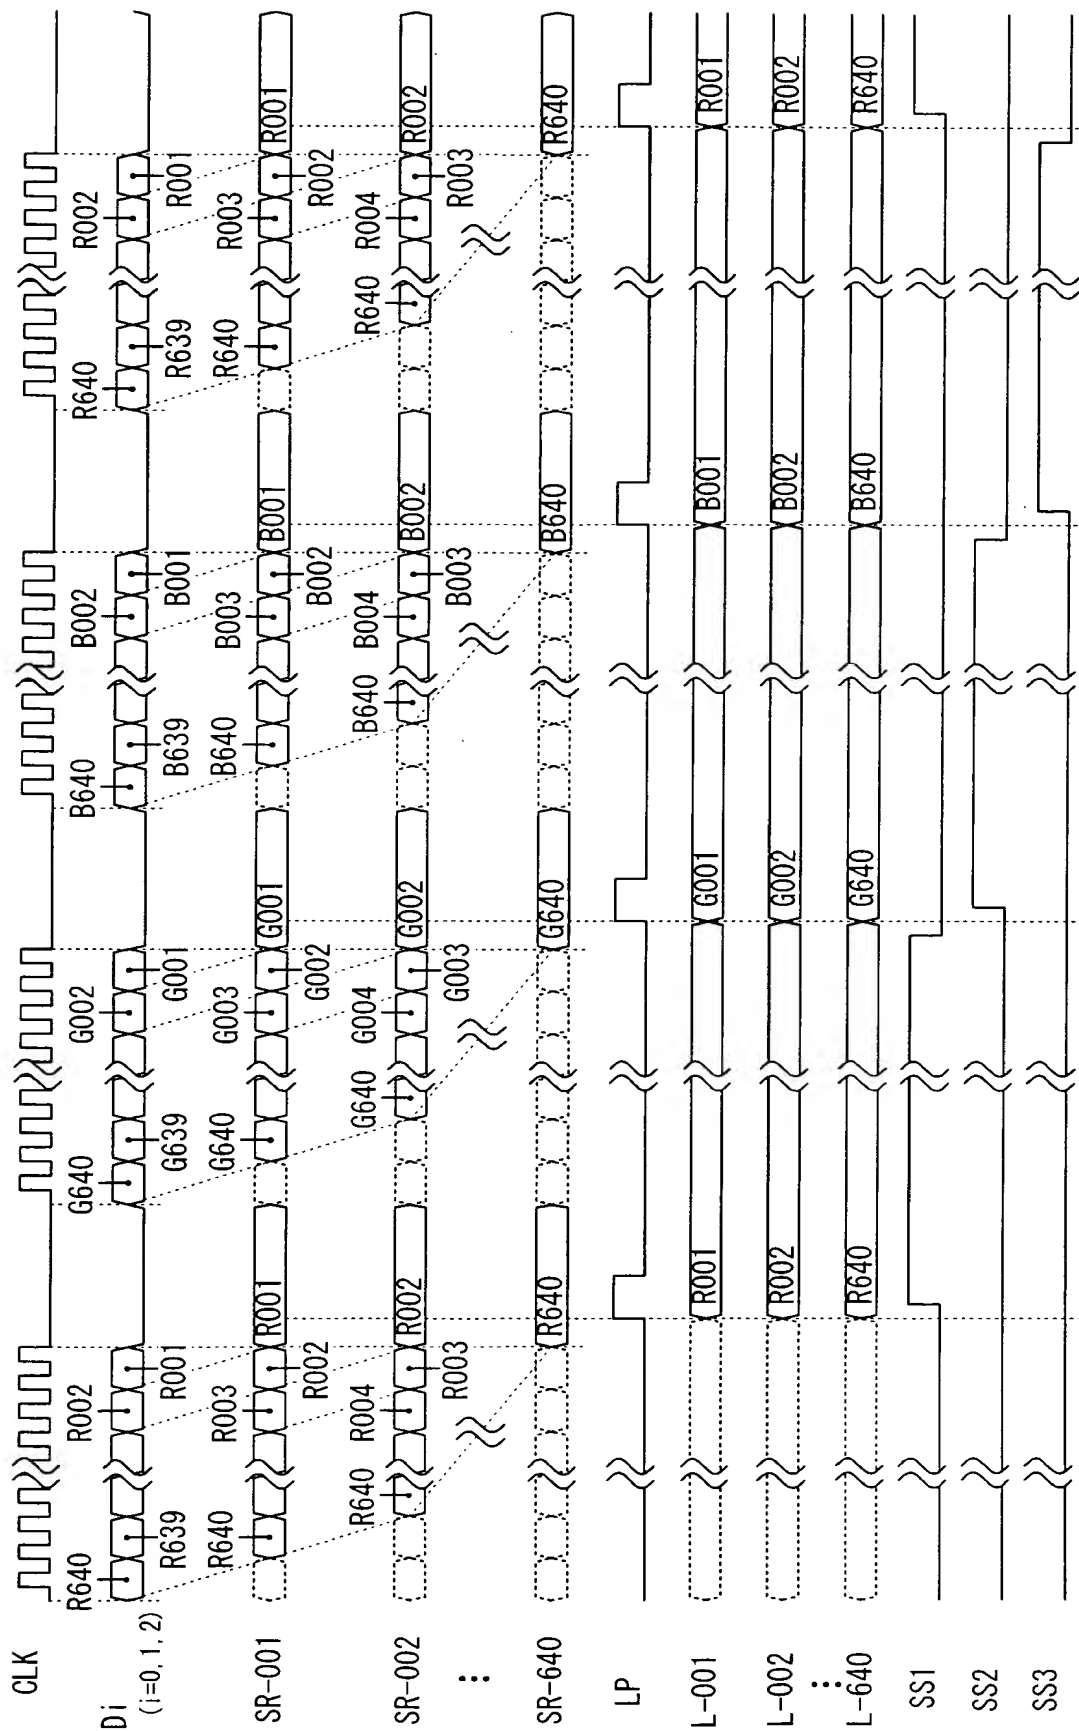 CLK
Di
(i=0, 1, 2)
R640
R639
R002
R001
G640
G639
G002
G001
B640
B639
B002
B001
R640
R639
R002
R001
SR-001
R640
R003
R002
R001
G640
G003
G002
G001
B640
B003
B002
B001
R640
R003
R002
R001
SR-002
R640
R004
R003
R002
G640
G004
G003
G002
B640
B004
B003
B002
R640
R004
R003
R002
SR-640
R640
G640
B640
R640
LP
L-001
R001
G001
B001
R001
L-002
R002
G002
B002
R002
L-640
R640
G640
B640
R640
SS1
SS2
SS3